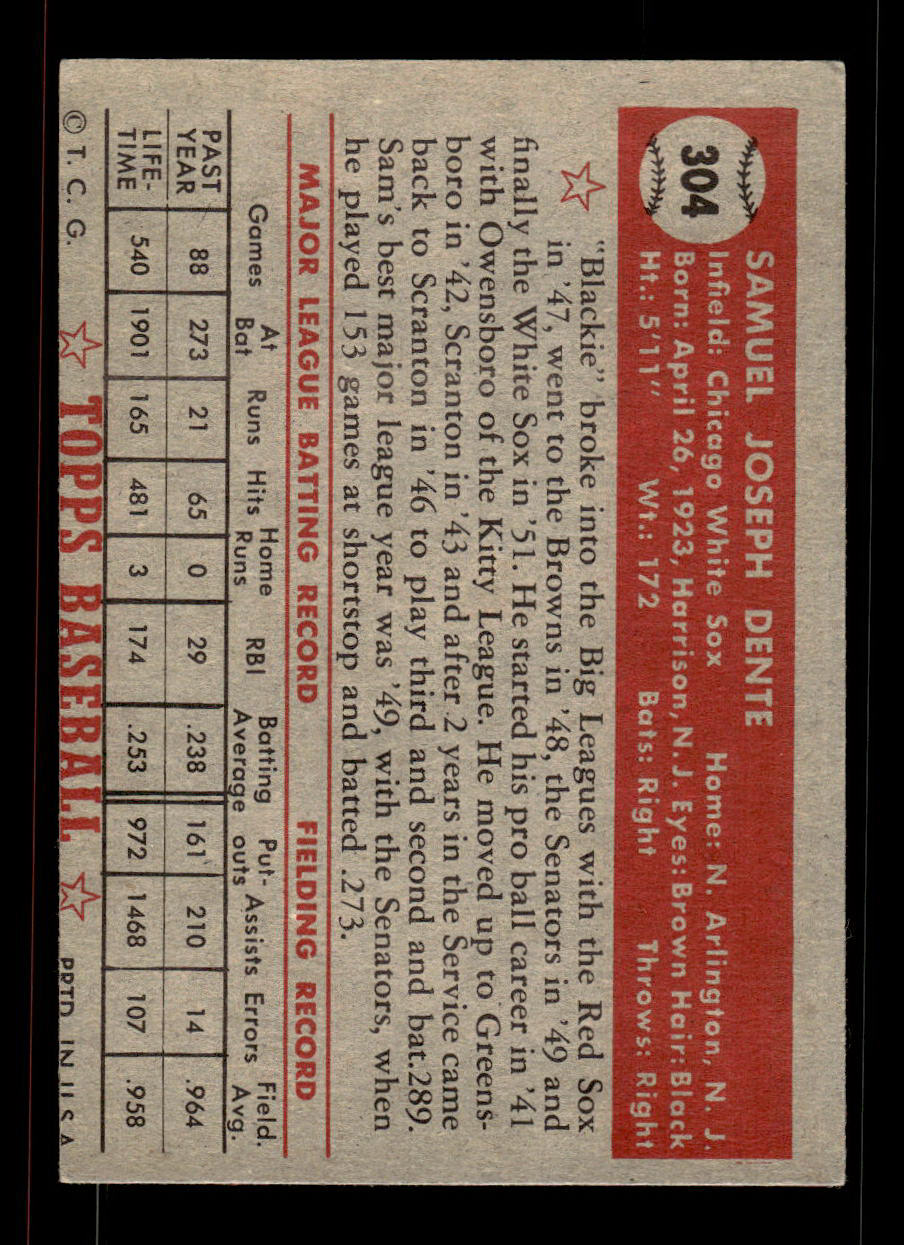 304
SAMUEL JOSEPH DENTE
Infield: Chicago White Sox Home: N. Arlington, N. J.
Born: April 26, 1923, Harrison, N.J. Eyes: Brown Hair: Black
Ht.: 5'11" Wt.: 172 Bats: Right Throws: Right
"Blackie" broke into the Big Leagues with the Red Sox
in '47, went to the Browns in '48, the Senators in '49 and
finally the White Sox in '51. He started his pro ball career in '41
with Owensboro of the Kitty League. He moved up to Greens-
boro in '42, Scranton in '43 and after 2 years in the Service came
back to Scranton in '46 to play third and second and bat.289.
Sam's best major league year was '49, with the Senators, when
he played 153 games at shortstop and batted .273.
MAJOR LEAGUE BATTING RECORD FIELDING RECORD
Games At Bat Runs Hits Home Runs RBI Batting Average Put-outs Assists Errors Field. Avg.
PAST YEAR 88 273 21 65 0 29 .238 161 210 14 .964
LIFE-TIME 540 1901 165 481 3 174 .253 972 1468 107 .958
© T. C. G. TOPPS BASEBALL PRTD. IN U.S.A.